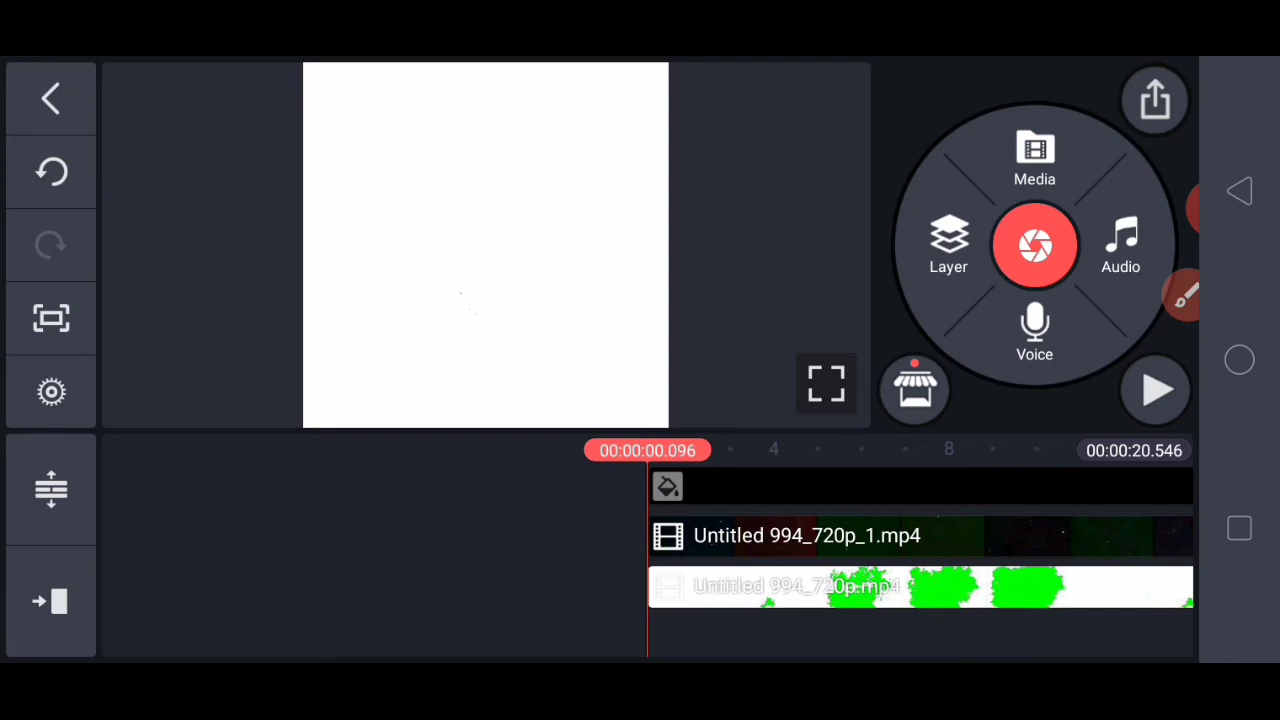 Media
Layer
Audio
Voice
00:00:00.096
4
8
00:00:20.546
Untitled 994_720p_1.mp4
Untitled 994_720p.mp4